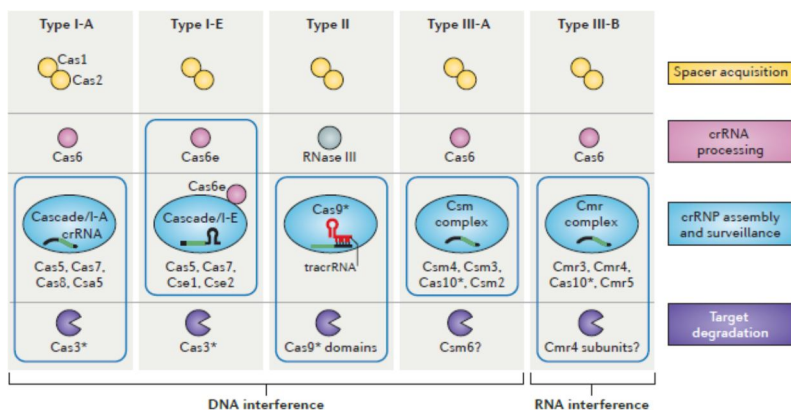 Type I-A
Type I-E
Type II
Type III-A
Type III-B
Cas1
Cas2
Spacer acquisition
Cas6
Cas6e
RNase III
Cas6
Cas6
crRNA
processing
Cas6e
Cascade/I-A
crRNA
Cascade/I-E
Cas9*
tracrRNA
Csm
complex
Cmr
complex
crRNP assembly
and surveillance
Cas5, Cas7,
Cas8, Csa5
Cas5, Cas7,
Cse1, Cse2
Csm4, Csm3,
Cas10*, Csm2
Cmr3, Cmr4,
Cas10*, Cmr5
Cas3*
Cas3*
Cas9* domains
Csm6?
Cmr4 subunits?
Target
degradation
DNA interference
RNA interference